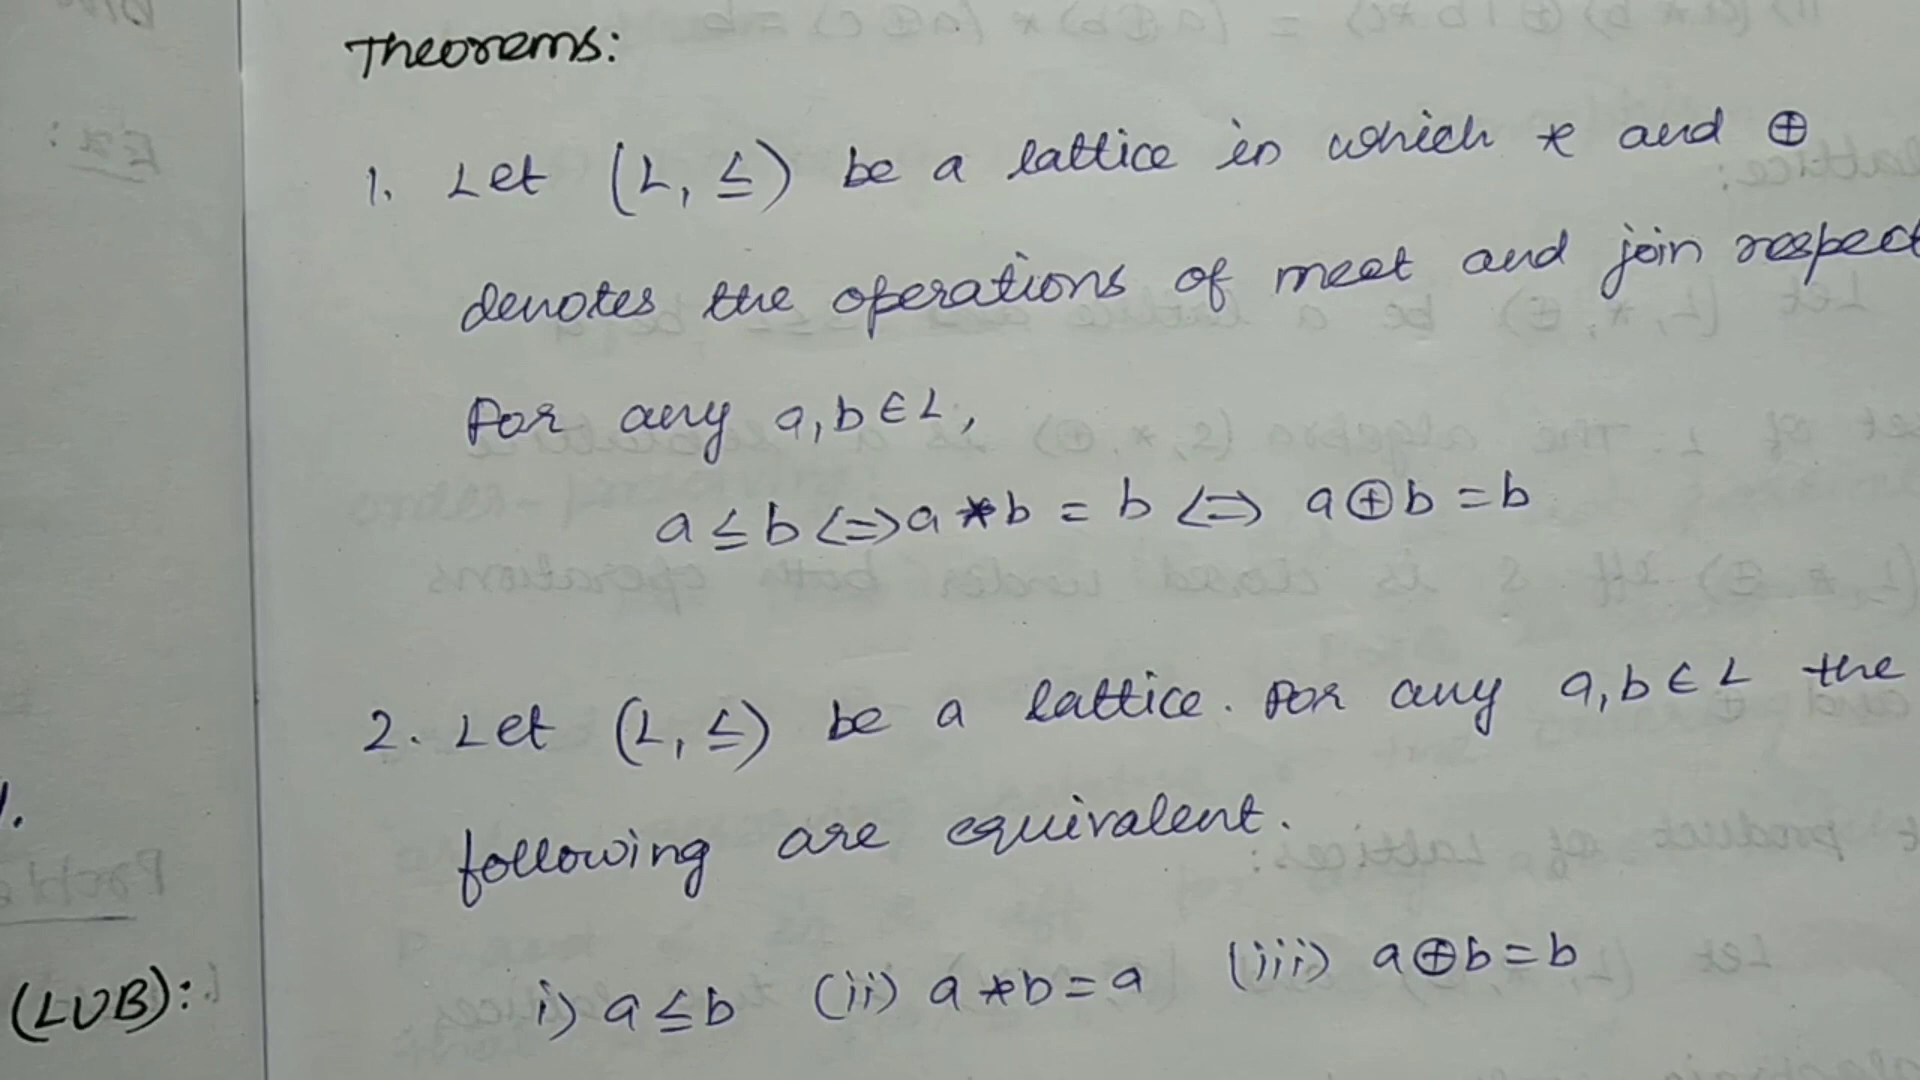 Theorems:
1. Let (L, ≤) be a lattice in which * and ⊕
denotes the operations of meet and join respect
For any a, b ∈ L,
a ≤ b <=> a * b = b <=> a ⊕ b = b
2. Let (L, ≤) be a lattice. For any a, b ∈ L the
following are equivalent.
i) a ≤ b (ii) a * b = a (iii) a ⊕ b = b
(LUB):